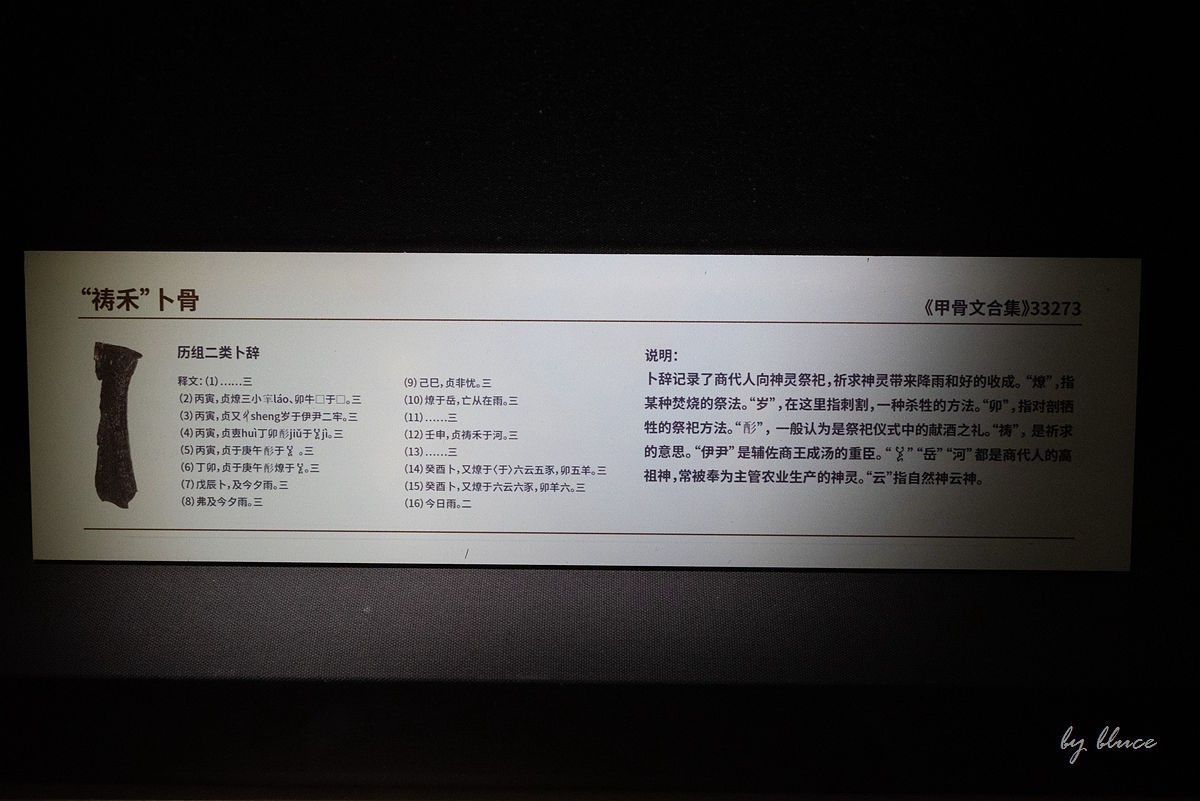 “祷禾”卜骨
《甲骨文合集》33273
历组二类卜辞
释文：(1)……三
(2)丙寅，贞燎三小𫳅láo、卯牛□于□。三
(3)丙寅，贞又sheng岁于伊尹二牢。三
(4)丙寅，贞叀huì丁卯酌jiǔ于jì。三
(5)丙寅，贞于庚午于。三
(6)丁卯，贞于庚午燎于。三
(7)戊辰卜，及今夕雨。三
(8)弗及今夕雨。三
(9)己巳，贞非忧。三
(10)燎于岳，亡从在雨。三
(11)……三
(12)壬申，贞祷禾于河。三
(13)……三
(14)癸酉卜，又燎于〈于〉六云五豕，卯五羊。三
(15)癸酉卜，又燎于六云六豕，卯羊六。三
(16)今日雨。二
说明：
卜辞记录了商代人向神灵祭祀，祈求神灵带来降雨和好的收成。“燎”，指
某种焚烧的祭法。“岁”，在这里指刺割，一种杀牲的方法。“卯”，指对剖牺
牲的祭祀方法。“”，一般认为是祭祀仪式中的献酒之礼。“祷”，是祈求
的意思。“伊尹”是辅佐商王成汤的重臣。“”“岳”“河”都是商代人的高
祖神，常被奉为主管农业生产的神灵。“云”指自然神云神。
by bluce